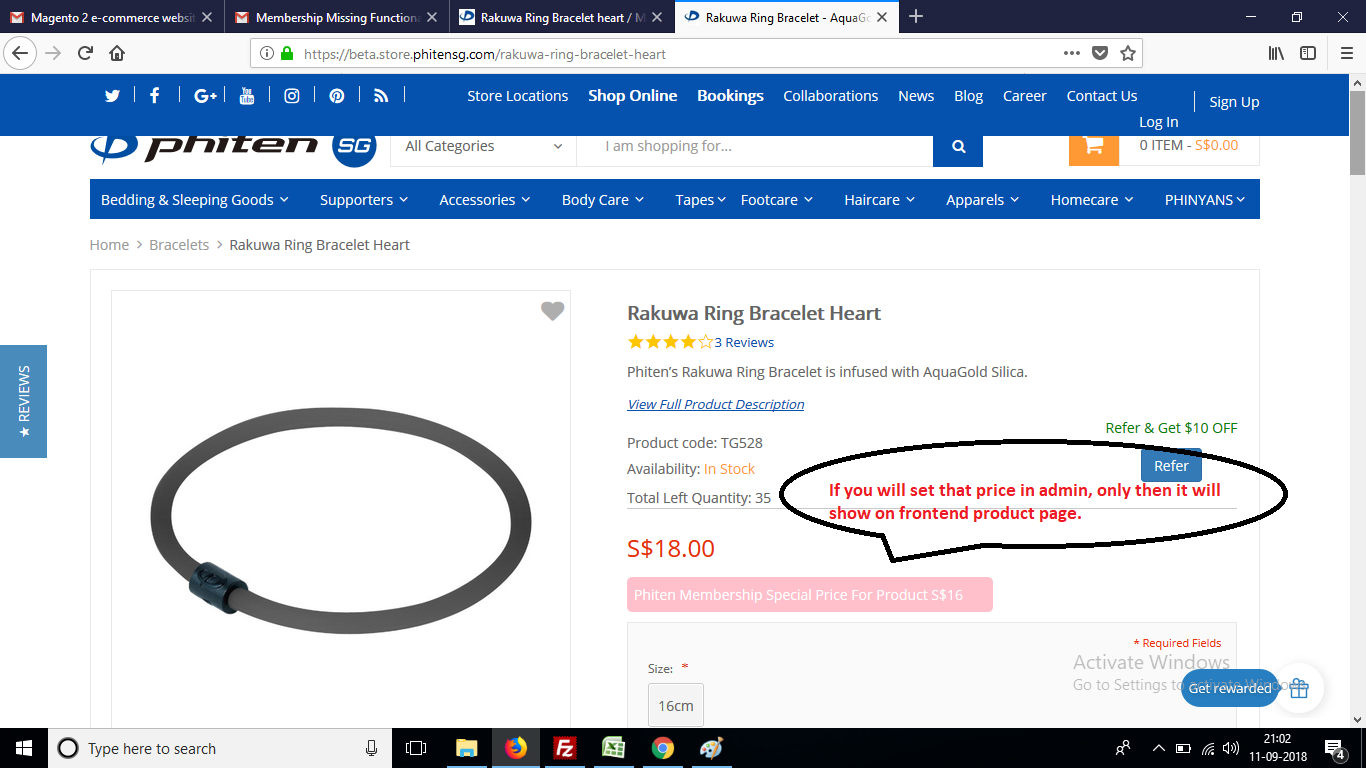 Magento 2 e-commerce websi
Membership Missing Functiona
Rakuwa Ring Bracelet heart / M
Rakuwa Ring Bracelet - AquaGo
https://beta.store.phitensg.com/rakuwa-ring-bracelet-heart
Store Locations Shop Online Bookings Collaborations News Blog Career Contact Us Log In Sign Up
phiten SG
All Categories
I am shopping for...
0 ITEM - S$0.00
Bedding & Sleeping Goods Supporters Accessories Body Care Tapes Footcare Haircare Apparels Homecare PHINYANS
Home > Bracelets > Rakuwa Ring Bracelet Heart
★ REVIEWS
Rakuwa Ring Bracelet Heart
3 Reviews
Phiten's Rakuwa Ring Bracelet is infused with AquaGold Silica.
View Full Product Description
Refer & Get $10 OFF
Product code: TG528
Refer
Availability: In Stock
Total Left Quantity: 35
If you will set that price in admin, only then it will
show on frontend product page.
S$18.00
Phiten Membership Special Price For Product S$16
* Required Fields
Size: *
16cm
Activate Windows
Go to Settings to activate Windows.
Get rewarded
Type here to search
21:02
11-09-2018
4